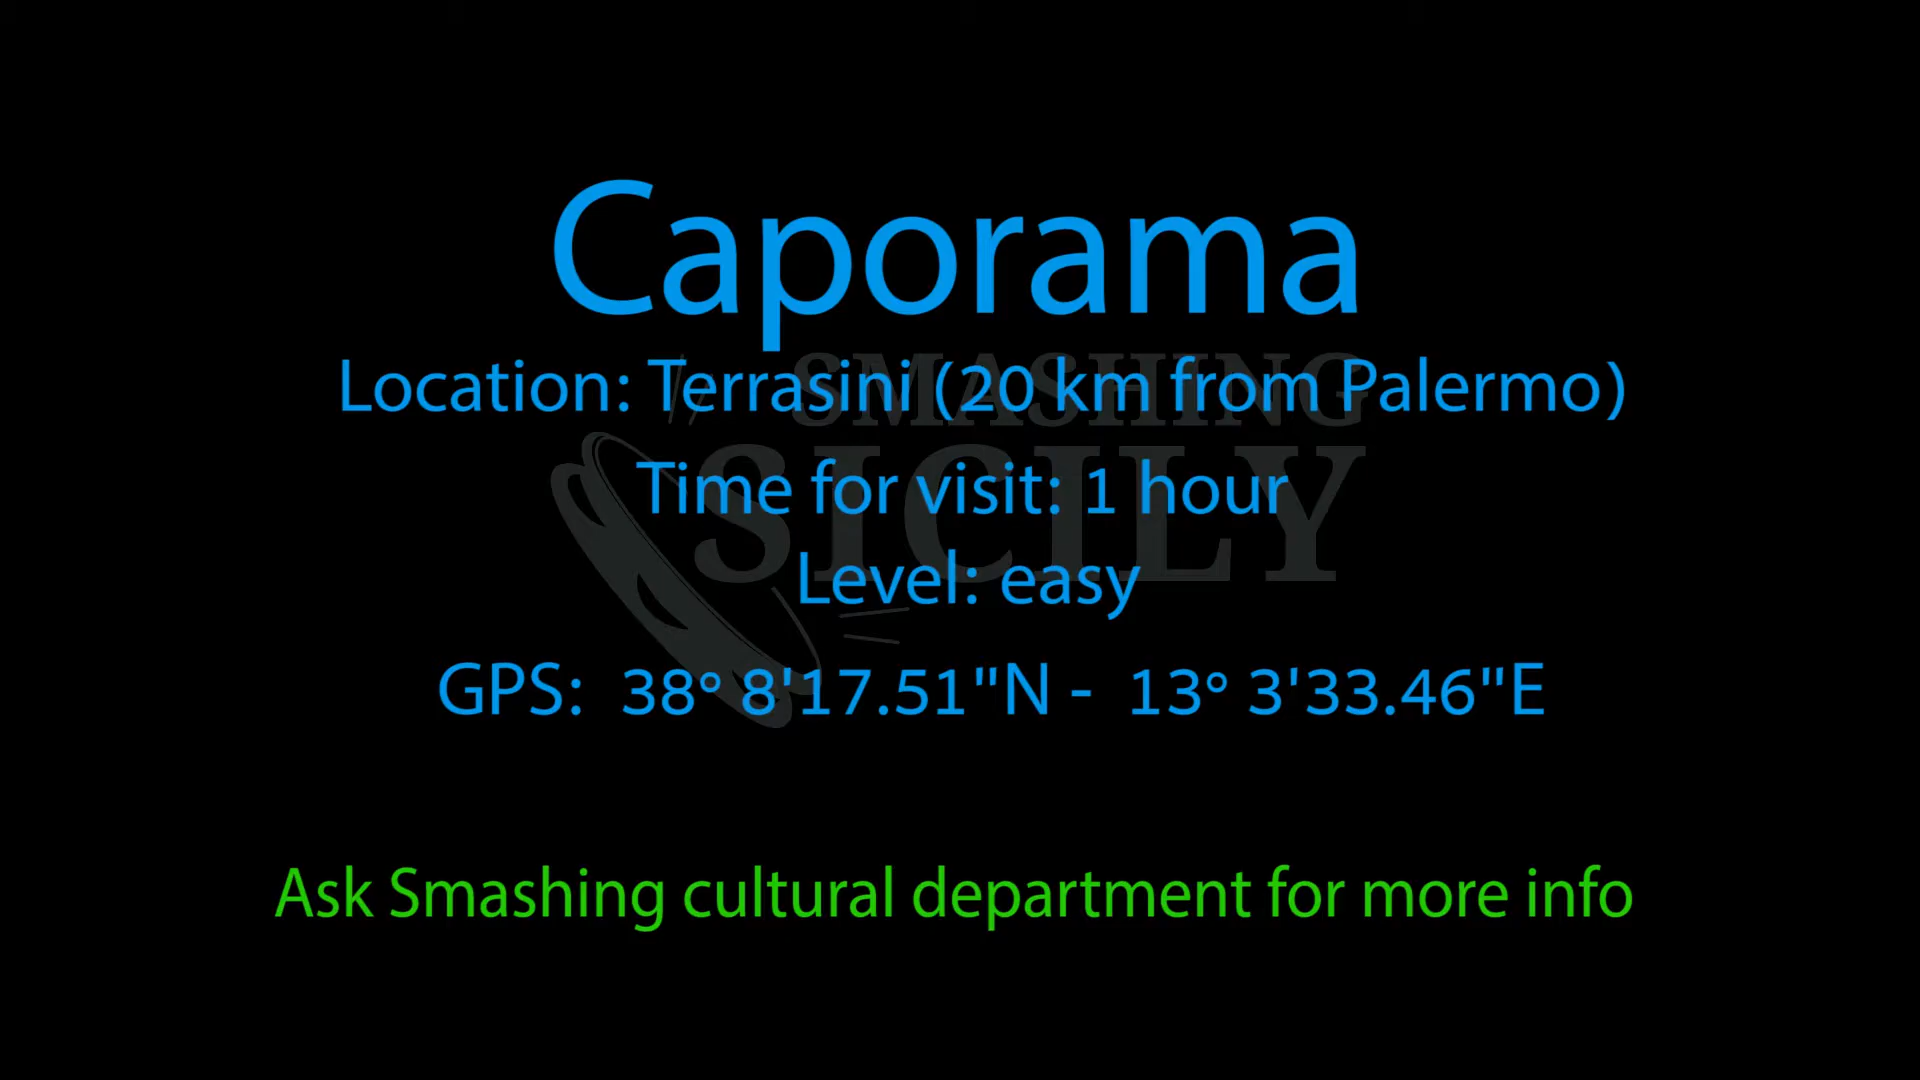 Caporama
SMASHING
Location: Terrasini (20 km from Palermo)
SICILY
Time for visit: 1 hour
Level: easy
GPS: 38° 8'17.51"N - 13° 3'33.46"E
Ask Smashing cultural department for more info